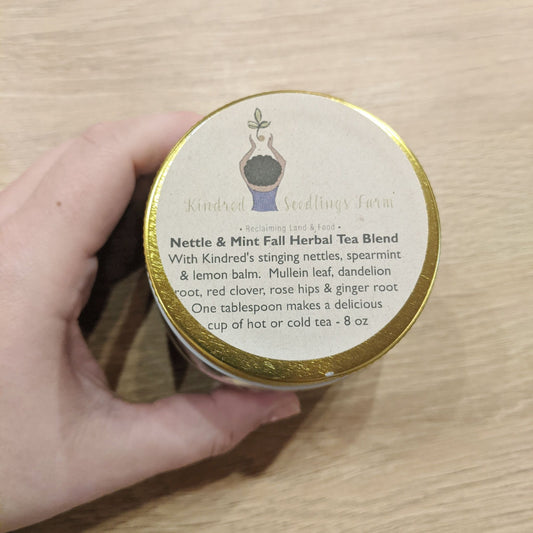 Kindred Seedlings Farm
• Reclaiming Land & Food •
Nettle & Mint Fall Herbal Tea Blend
With Kindred's stinging nettles, spearmint
& lemon balm. Mullein leaf, dandelion
root, red clover, rose hips & ginger root
One tablespoon makes a delicious
cup of hot or cold tea - 8 oz